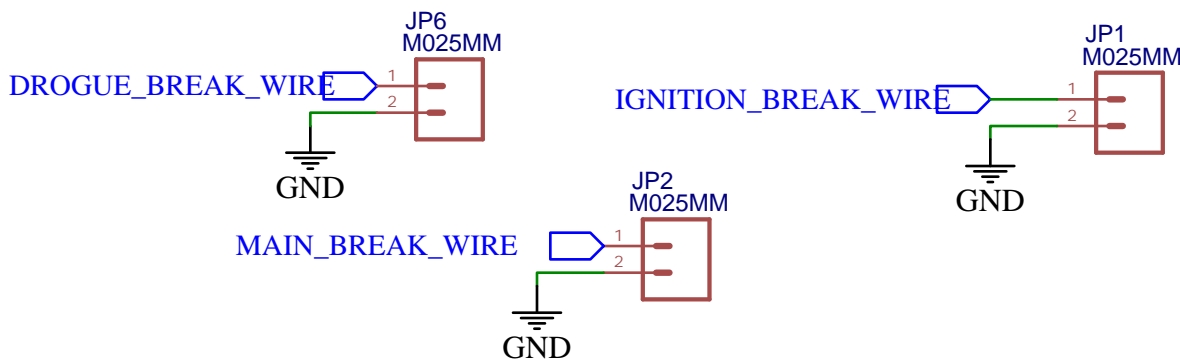 JP6
M025MM
DROGUE_BREAK_WIRE
1
2
GND
JP1
M025MM
IGNITION_BREAK_WIRE
1
2
GND
JP2
M025MM
MAIN_BREAK_WIRE
1
2
GND